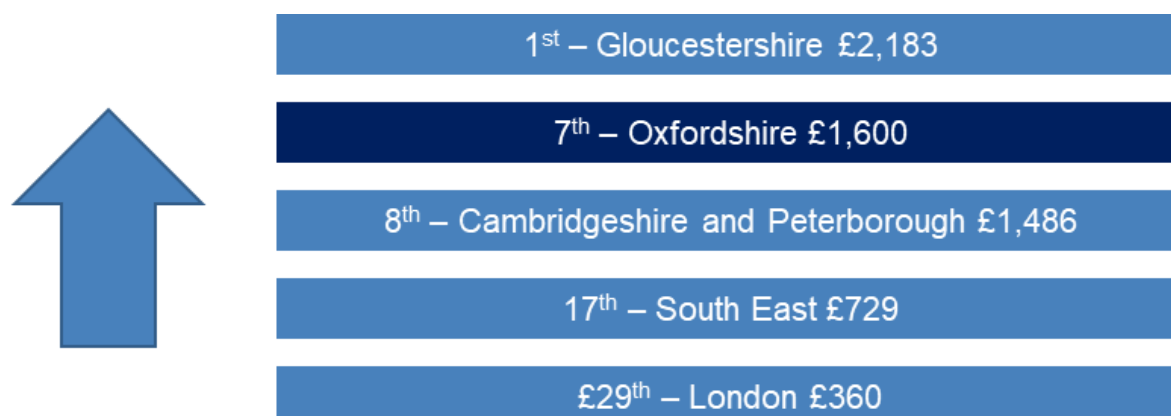 1st – Gloucestershire £2,183
7th – Oxfordshire £1,600
8th – Cambridgeshire and Peterborough £1,486
17th – South East £729
£29th – London £360